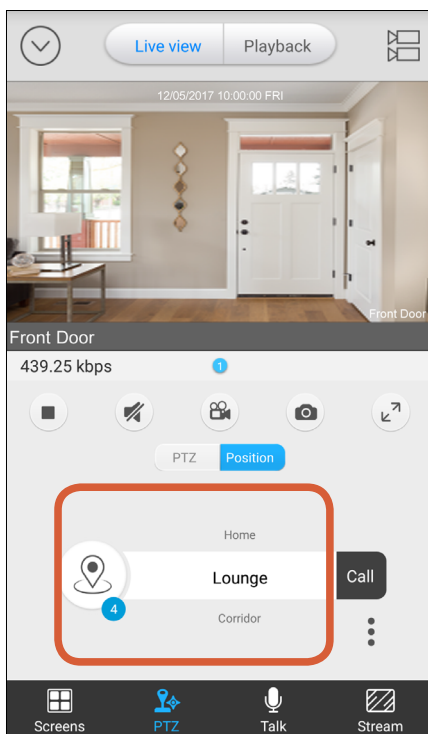 Live view Playback
12/05/2017 10:00:00 FRI
Front Door
Front Door
439.25 kbps 1
PTZ Position
Home
Lounge Call
4
Corridor
Screens PTZ Talk Stream